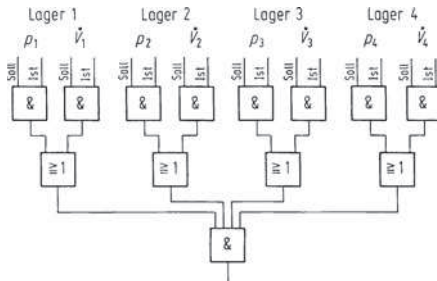 Lager 1 Lager 2 Lager 3 Lager 4
p₁ V̇₁ p₂ V̇₂ p₃ V̇₃ p₄ V̇₄
Soll Ist Soll Ist Soll Ist Soll Ist Soll Ist Soll Ist Soll Ist Soll Ist
& & & & & & & &
≥ 1 ≥ 1 ≥ 1 ≥ 1
&